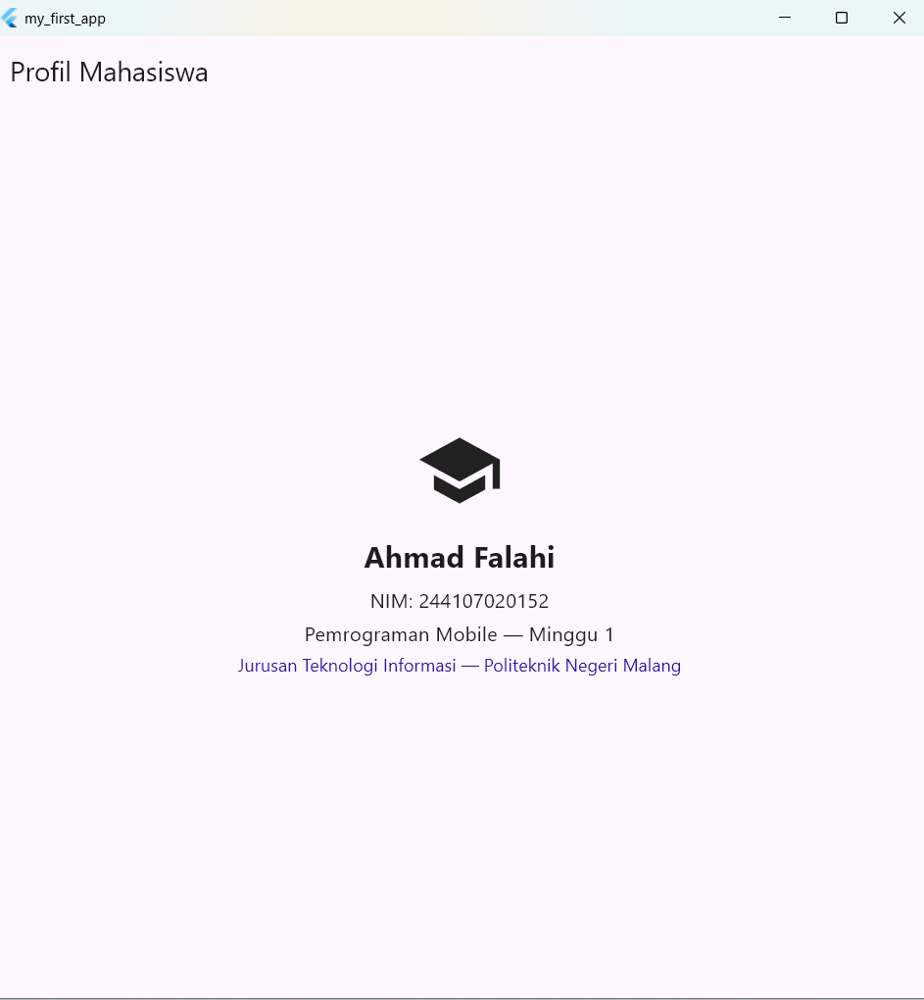 my_first_app
Profil Mahasiswa
Ahmad Falahi
NIM: 244107020152
Pemrograman Mobile — Minggu 1
Jurusan Teknologi Informasi — Politeknik Negeri Malang